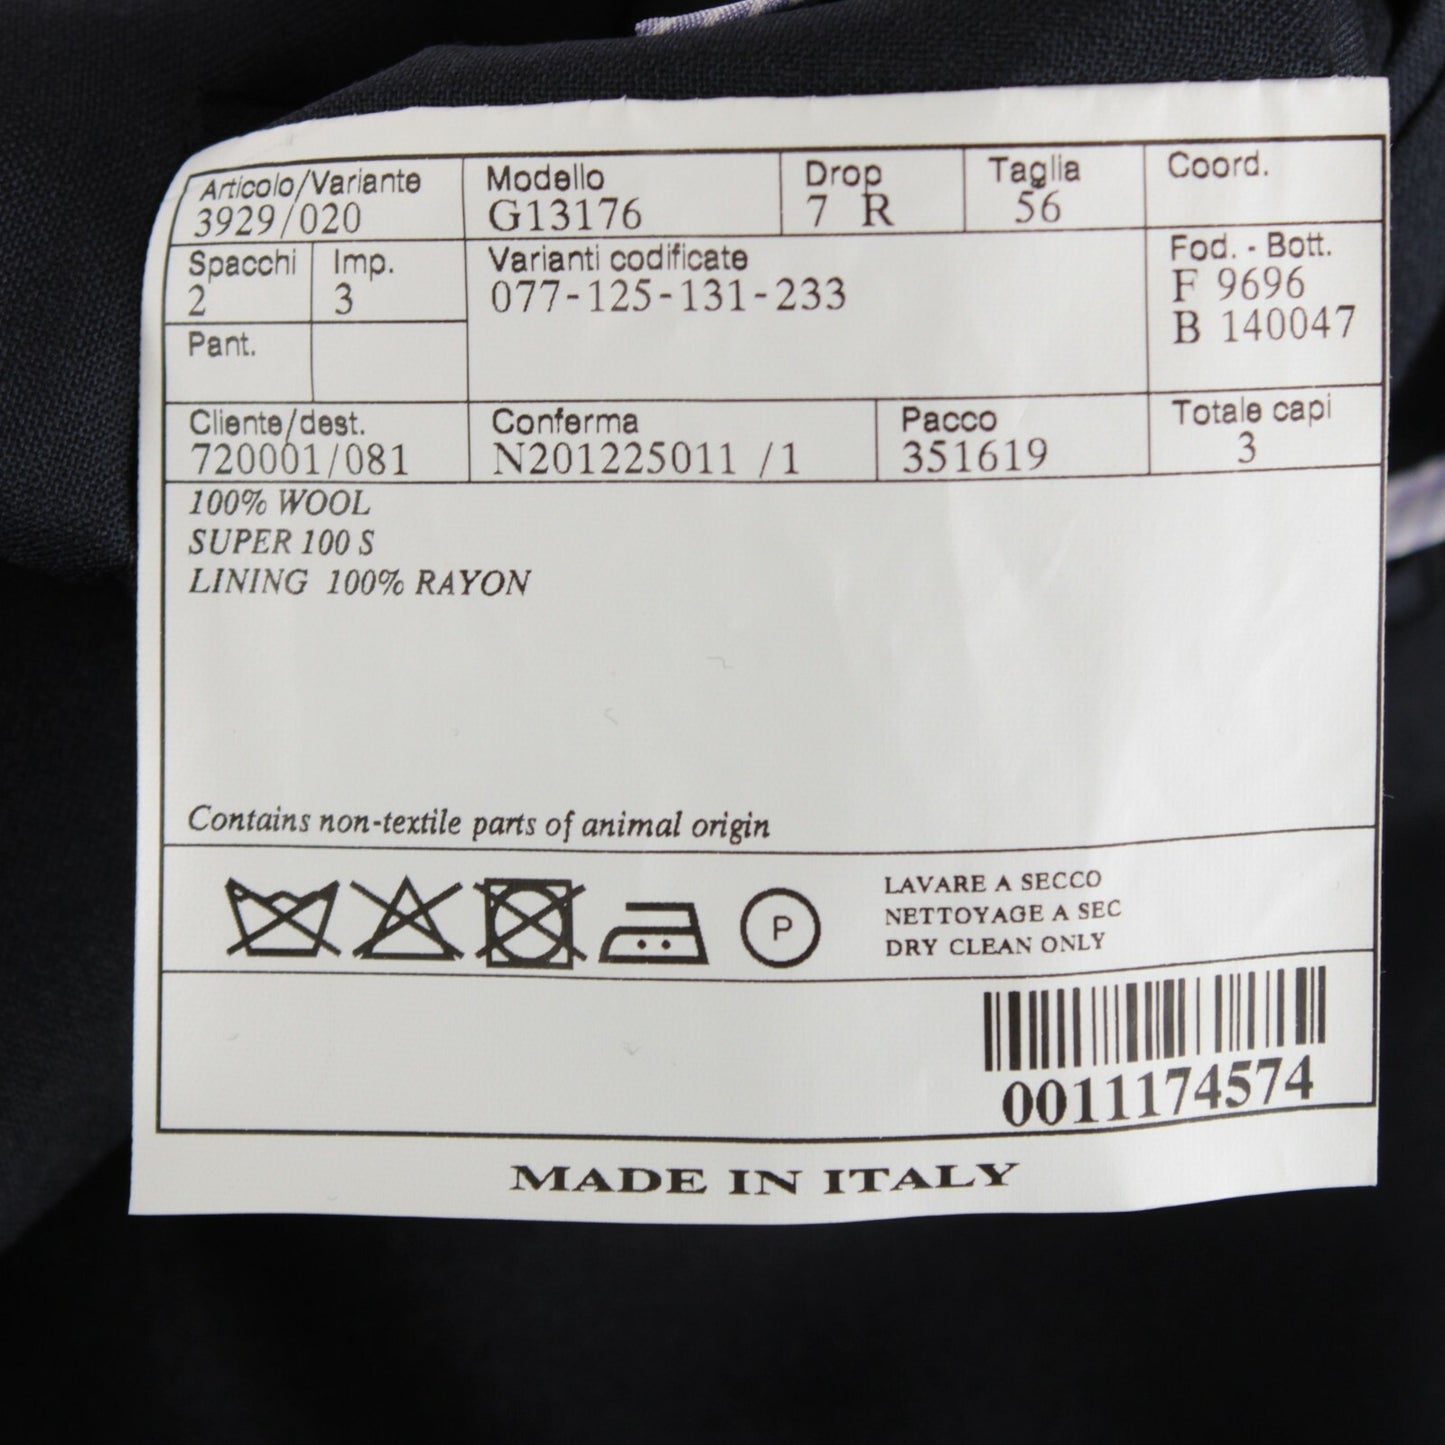 Articolo/Variante Modello Drop Taglia Coord.
3929/020 G13176 7 R 56
Spacchi Imp. Varianti codificate Fod. - Bott.
2 3 077-125-131-233 F 9696
B 140047
Pant.
Cliente/dest. Conferma Pacco Totale capi
720001/081 N201225011 /1 351619 3
100% WOOL
SUPER 100 S
LINING 100% RAYON
Contains non-textile parts of animal origin
P
LAVARE A SECCO
NETTOYAGE A SEC
DRY CLEAN ONLY
0011174574
MADE IN ITALY